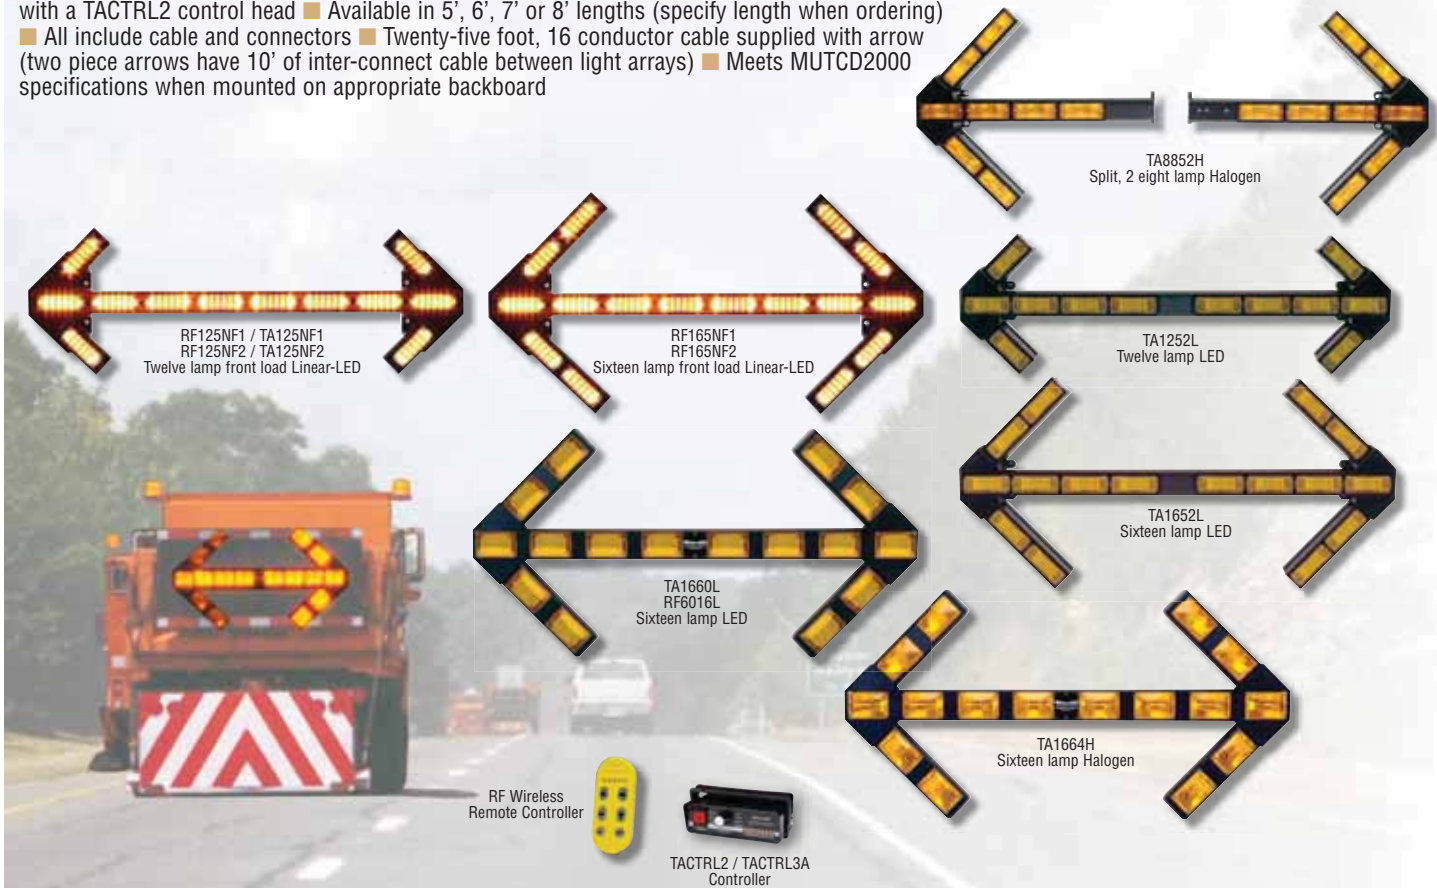 with a TACTRL2 control head ■ Available in 5’, 6’, 7’ or 8’ lengths (specify length when ordering)
■ All include cable and connectors ■ Twenty-five foot, 16 conductor cable supplied with arrow
(two piece arrows have 10’ of inter-connect cable between light arrays) ■ Meets MUTCD2000
specifications when mounted on appropriate backboard
TA8852H
Split, 2 eight lamp Halogen
RF125NF1 / TA125NF1
RF125NF2 / TA125NF2
Twelve lamp front load Linear-LED
RF165NF1
RF165NF2
Sixteen lamp front load Linear-LED
TA1252L
Twelve lamp LED
TA1652L
Sixteen lamp LED
TA1660L
RF6016L
Sixteen lamp LED
TA1664H
Sixteen lamp Halogen
RF Wireless
Remote Controller
TACTRL2 / TACTRL3A
Controller